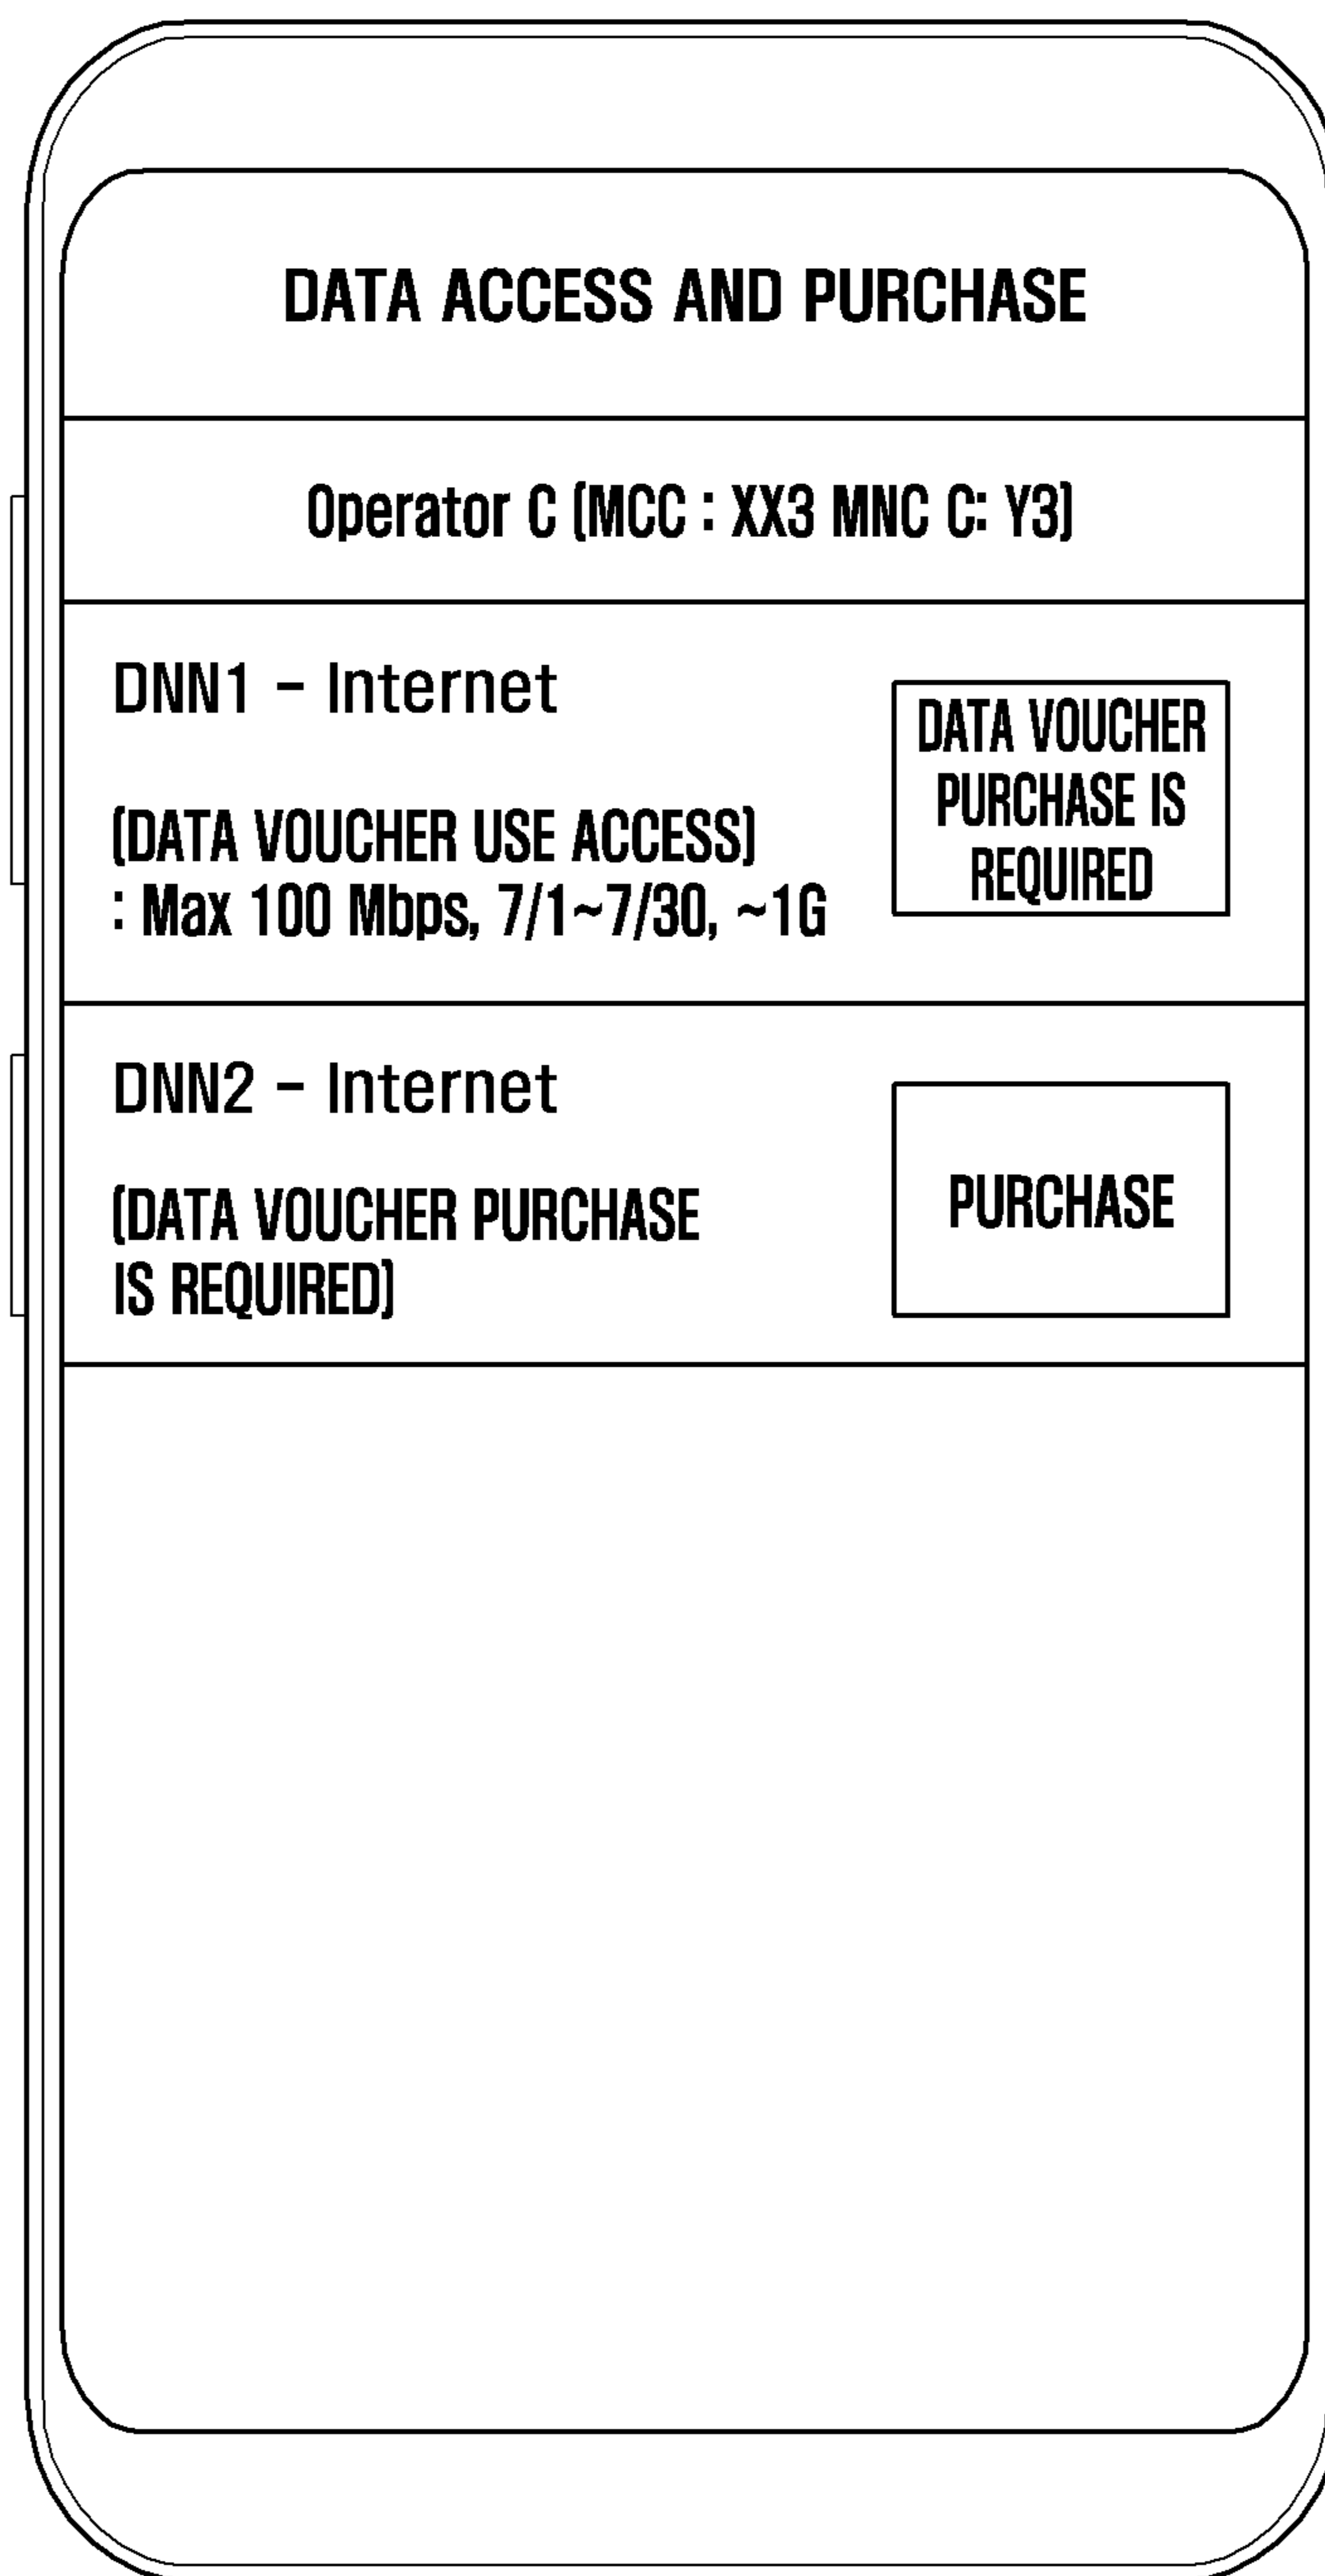 DATA ACCESS AND PURCHASE
Operator C (MCC : XX3 MNC C: Y3)
DNN1 - Internet
(DATA VOUCHER USE ACCESS)
: Max 100 Mbps, 7/1~7/30, ~1G
DATA VOUCHER
PURCHASE IS
REQUIRED
DNN2 - Internet
(DATA VOUCHER PURCHASE
IS REQUIRED)
PURCHASE